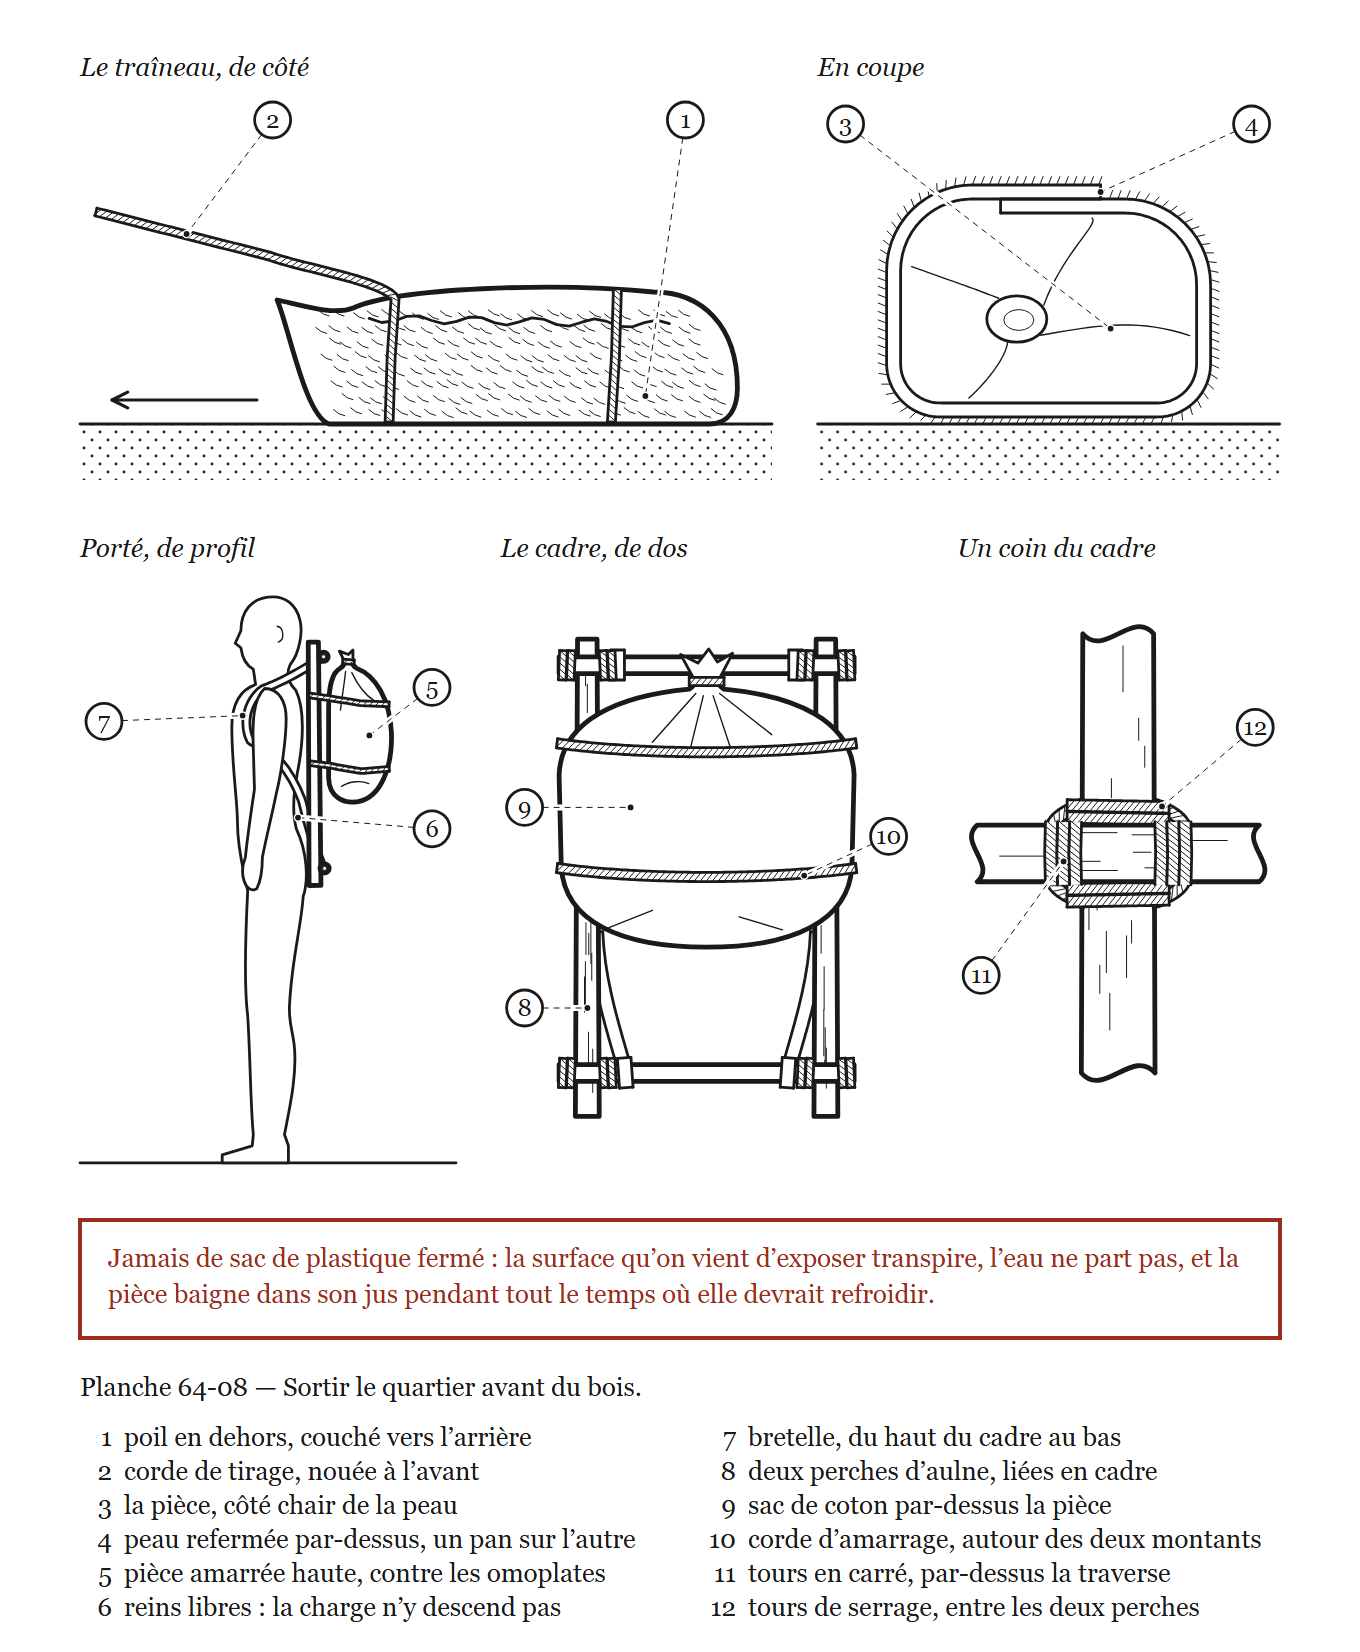 Le traîneau, de côté
En coupe
2
1
3
4
Porté, de profil
Le cadre, de dos
Un coin du cadre
5
7
6
9
10
8
12
11
Jamais de sac de plastique fermé : la surface qu’on vient d’exposer transpire, l’eau ne part pas, et la
pièce baigne dans son jus pendant tout le temps où elle devrait refroidir.
Planche 64-08 — Sortir le quartier avant du bois.
1 poil en dehors, couché vers l’arrière
2 corde de tirage, nouée à l’avant
3 la pièce, côté chair de la peau
4 peau refermée par-dessus, un pan sur l’autre
5 pièce amarrée haute, contre les omoplates
6 reins libres : la charge n’y descend pas
7 bretelle, du haut du cadre au bas
8 deux perches d’aulne, liées en cadre
9 sac de coton par-dessus la pièce
10 corde d’amarrage, autour des deux montants
11 tours en carré, par-dessus la traverse
12 tours de serrage, entre les deux perches